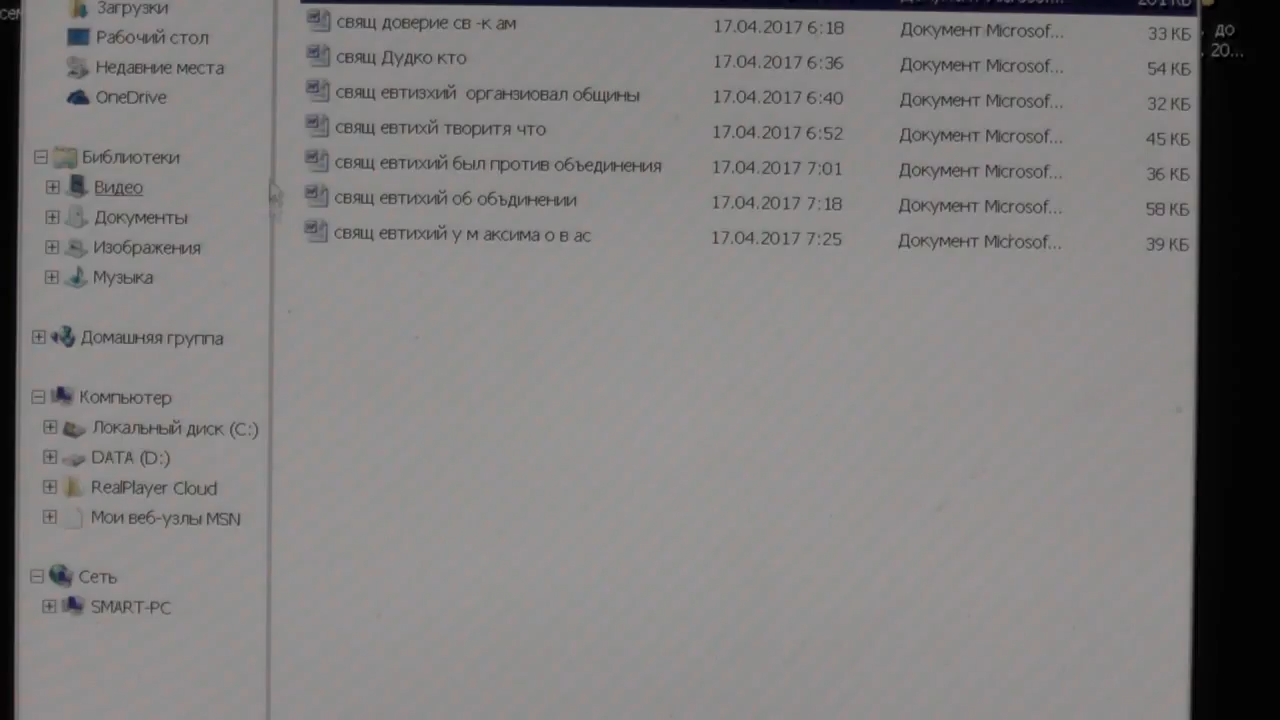 Загрузки
Рабочий стол
Недавние места
OneDrive
Библиотеки
Видео
Документы
Изображения
Музыка
Домашняя группа
Компьютер
Локальный диск (C:)
DATA (D:)
RealPlayer Cloud
Мои веб-узлы MSN
Сеть
SMART-PC
свящ доверие св -к ам 17.04.2017 6:18 Документ Microsof... 33 КБ
свящ Дудко кто 17.04.2017 6:36 Документ Microsof... 54 КБ
свящ евтизхий органзиовал общины 17.04.2017 6:40 Документ Microsof... 32 КБ
свящ евтихй творитя что 17.04.2017 6:52 Документ Microsof... 45 КБ
свящ евтихий был против объединения 17.04.2017 7:01 Документ Microsof... 36 КБ
свящ евтихий об объдинении 17.04.2017 7:18 Документ Microsof... 58 КБ
свящ евтихий у м аксима о в ас 17.04.2017 7:25 Документ Microsof... 39 КБ
до
20...